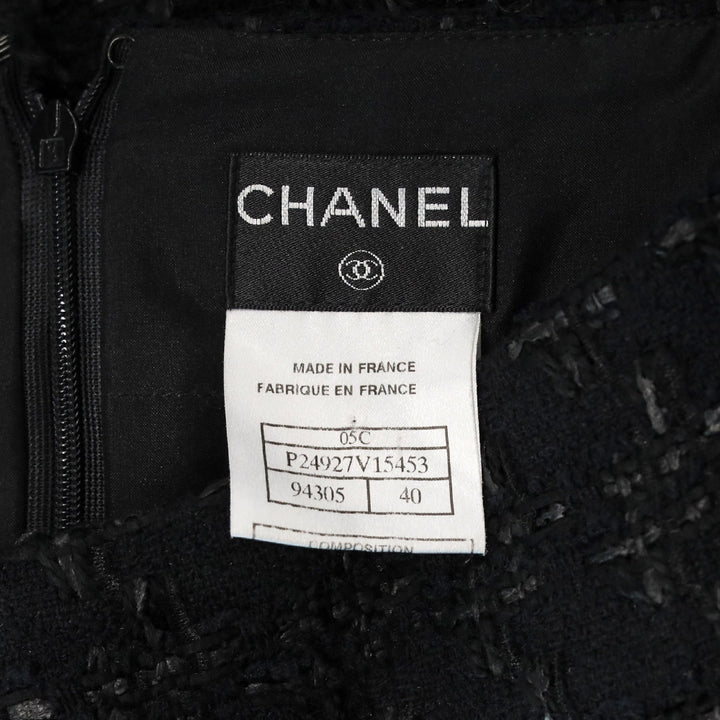 CHANEL
MADE IN FRANCE
FABRIQUE EN FRANCE
05C
P24927V15453
94305 40
COMPOSITION